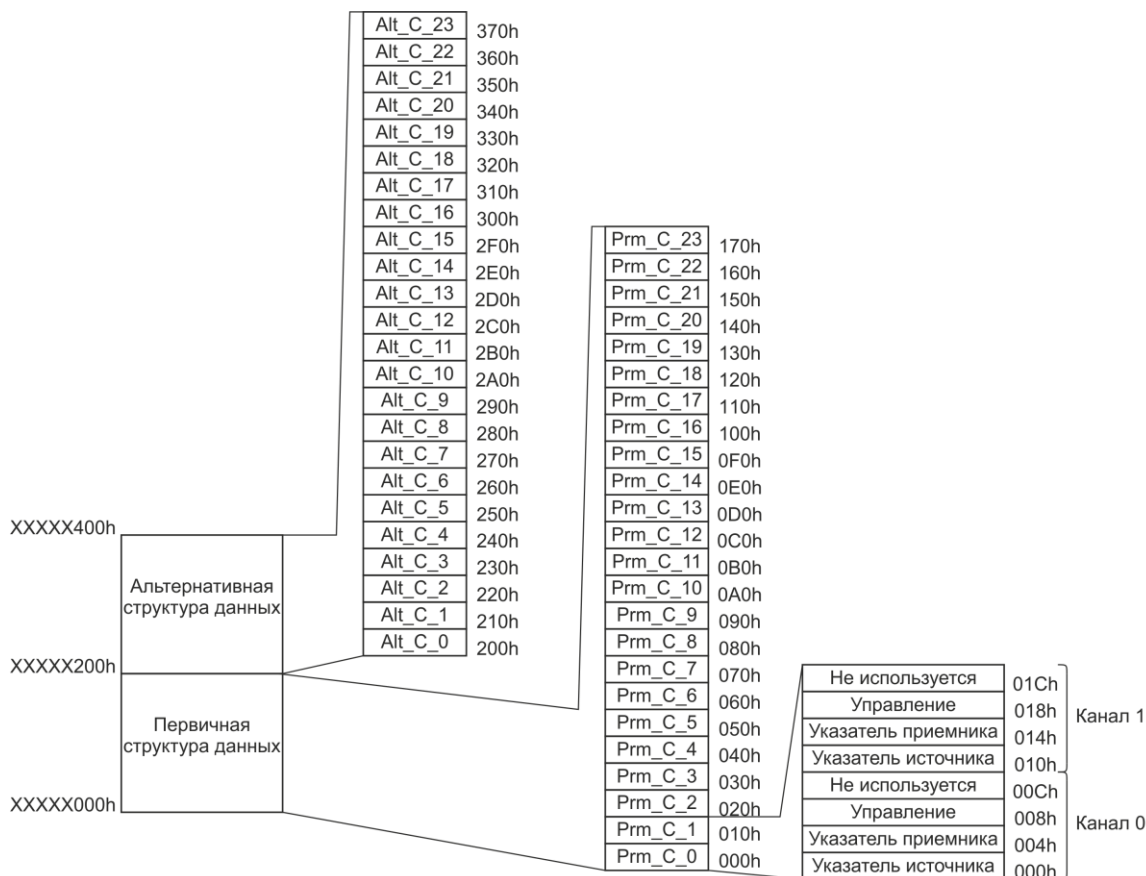 Alt_C_23 370h
Alt_C_22 360h
Alt_C_21 350h
Alt_C_20 340h
Alt_C_19 330h
Alt_C_18 320h
Alt_C_17 310h
Alt_C_16 300h
Alt_C_15 2F0h
Alt_C_14 2E0h
Alt_C_13 2D0h
Alt_C_12 2C0h
Alt_C_11 2B0h
Alt_C_10 2A0h
Alt_C_9 290h
Alt_C_8 280h
Alt_C_7 270h
Alt_C_6 260h
Alt_C_5 250h
Alt_C_4 240h
Alt_C_3 230h
Alt_C_2 220h
Alt_C_1 210h
Alt_C_0 200h
XXXXX400h
Альтернативная
структура данных
XXXXX200h
Первичная
структура данных
XXXXX000h
Prm_C_23 170h
Prm_C_22 160h
Prm_C_21 150h
Prm_C_20 140h
Prm_C_19 130h
Prm_C_18 120h
Prm_C_17 110h
Prm_C_16 100h
Prm_C_15 0F0h
Prm_C_14 0E0h
Prm_C_13 0D0h
Prm_C_12 0C0h
Prm_C_11 0B0h
Prm_C_10 0A0h
Prm_C_9 090h
Prm_C_8 080h
Prm_C_7 070h
Prm_C_6 060h
Prm_C_5 050h
Prm_C_4 040h
Prm_C_3 030h
Prm_C_2 020h
Prm_C_1 010h
Prm_C_0 000h
Не используется 01Ch
Управление 018h
Указатель приемника 014h
Указатель источника 010h
Канал 1
Не используется 00Ch
Управление 008h
Указатель приемника 004h
Указатель источника 000h
Канал 0